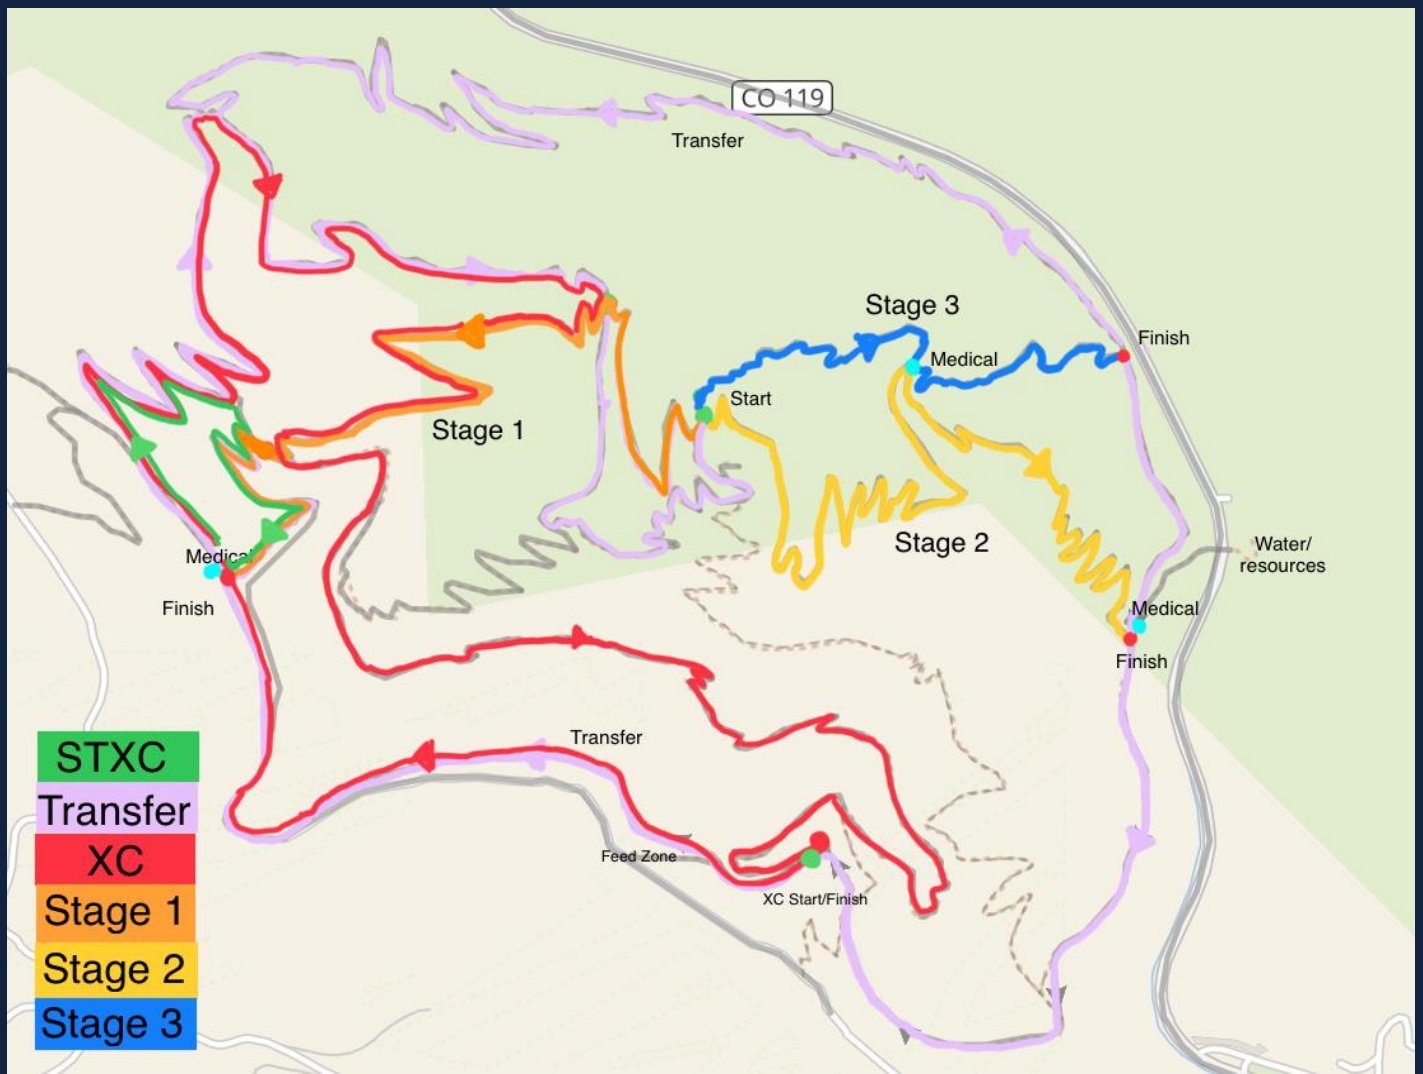 CO 119
Transfer
Stage 3
Finish
Medical
Start
Stage 1
Stage 2
Water/
resources
Medical
Finish
Medical
Finish
Transfer
Feed Zone
XC Start/Finish
STXC
Transfer
XC
Stage 1
Stage 2
Stage 3